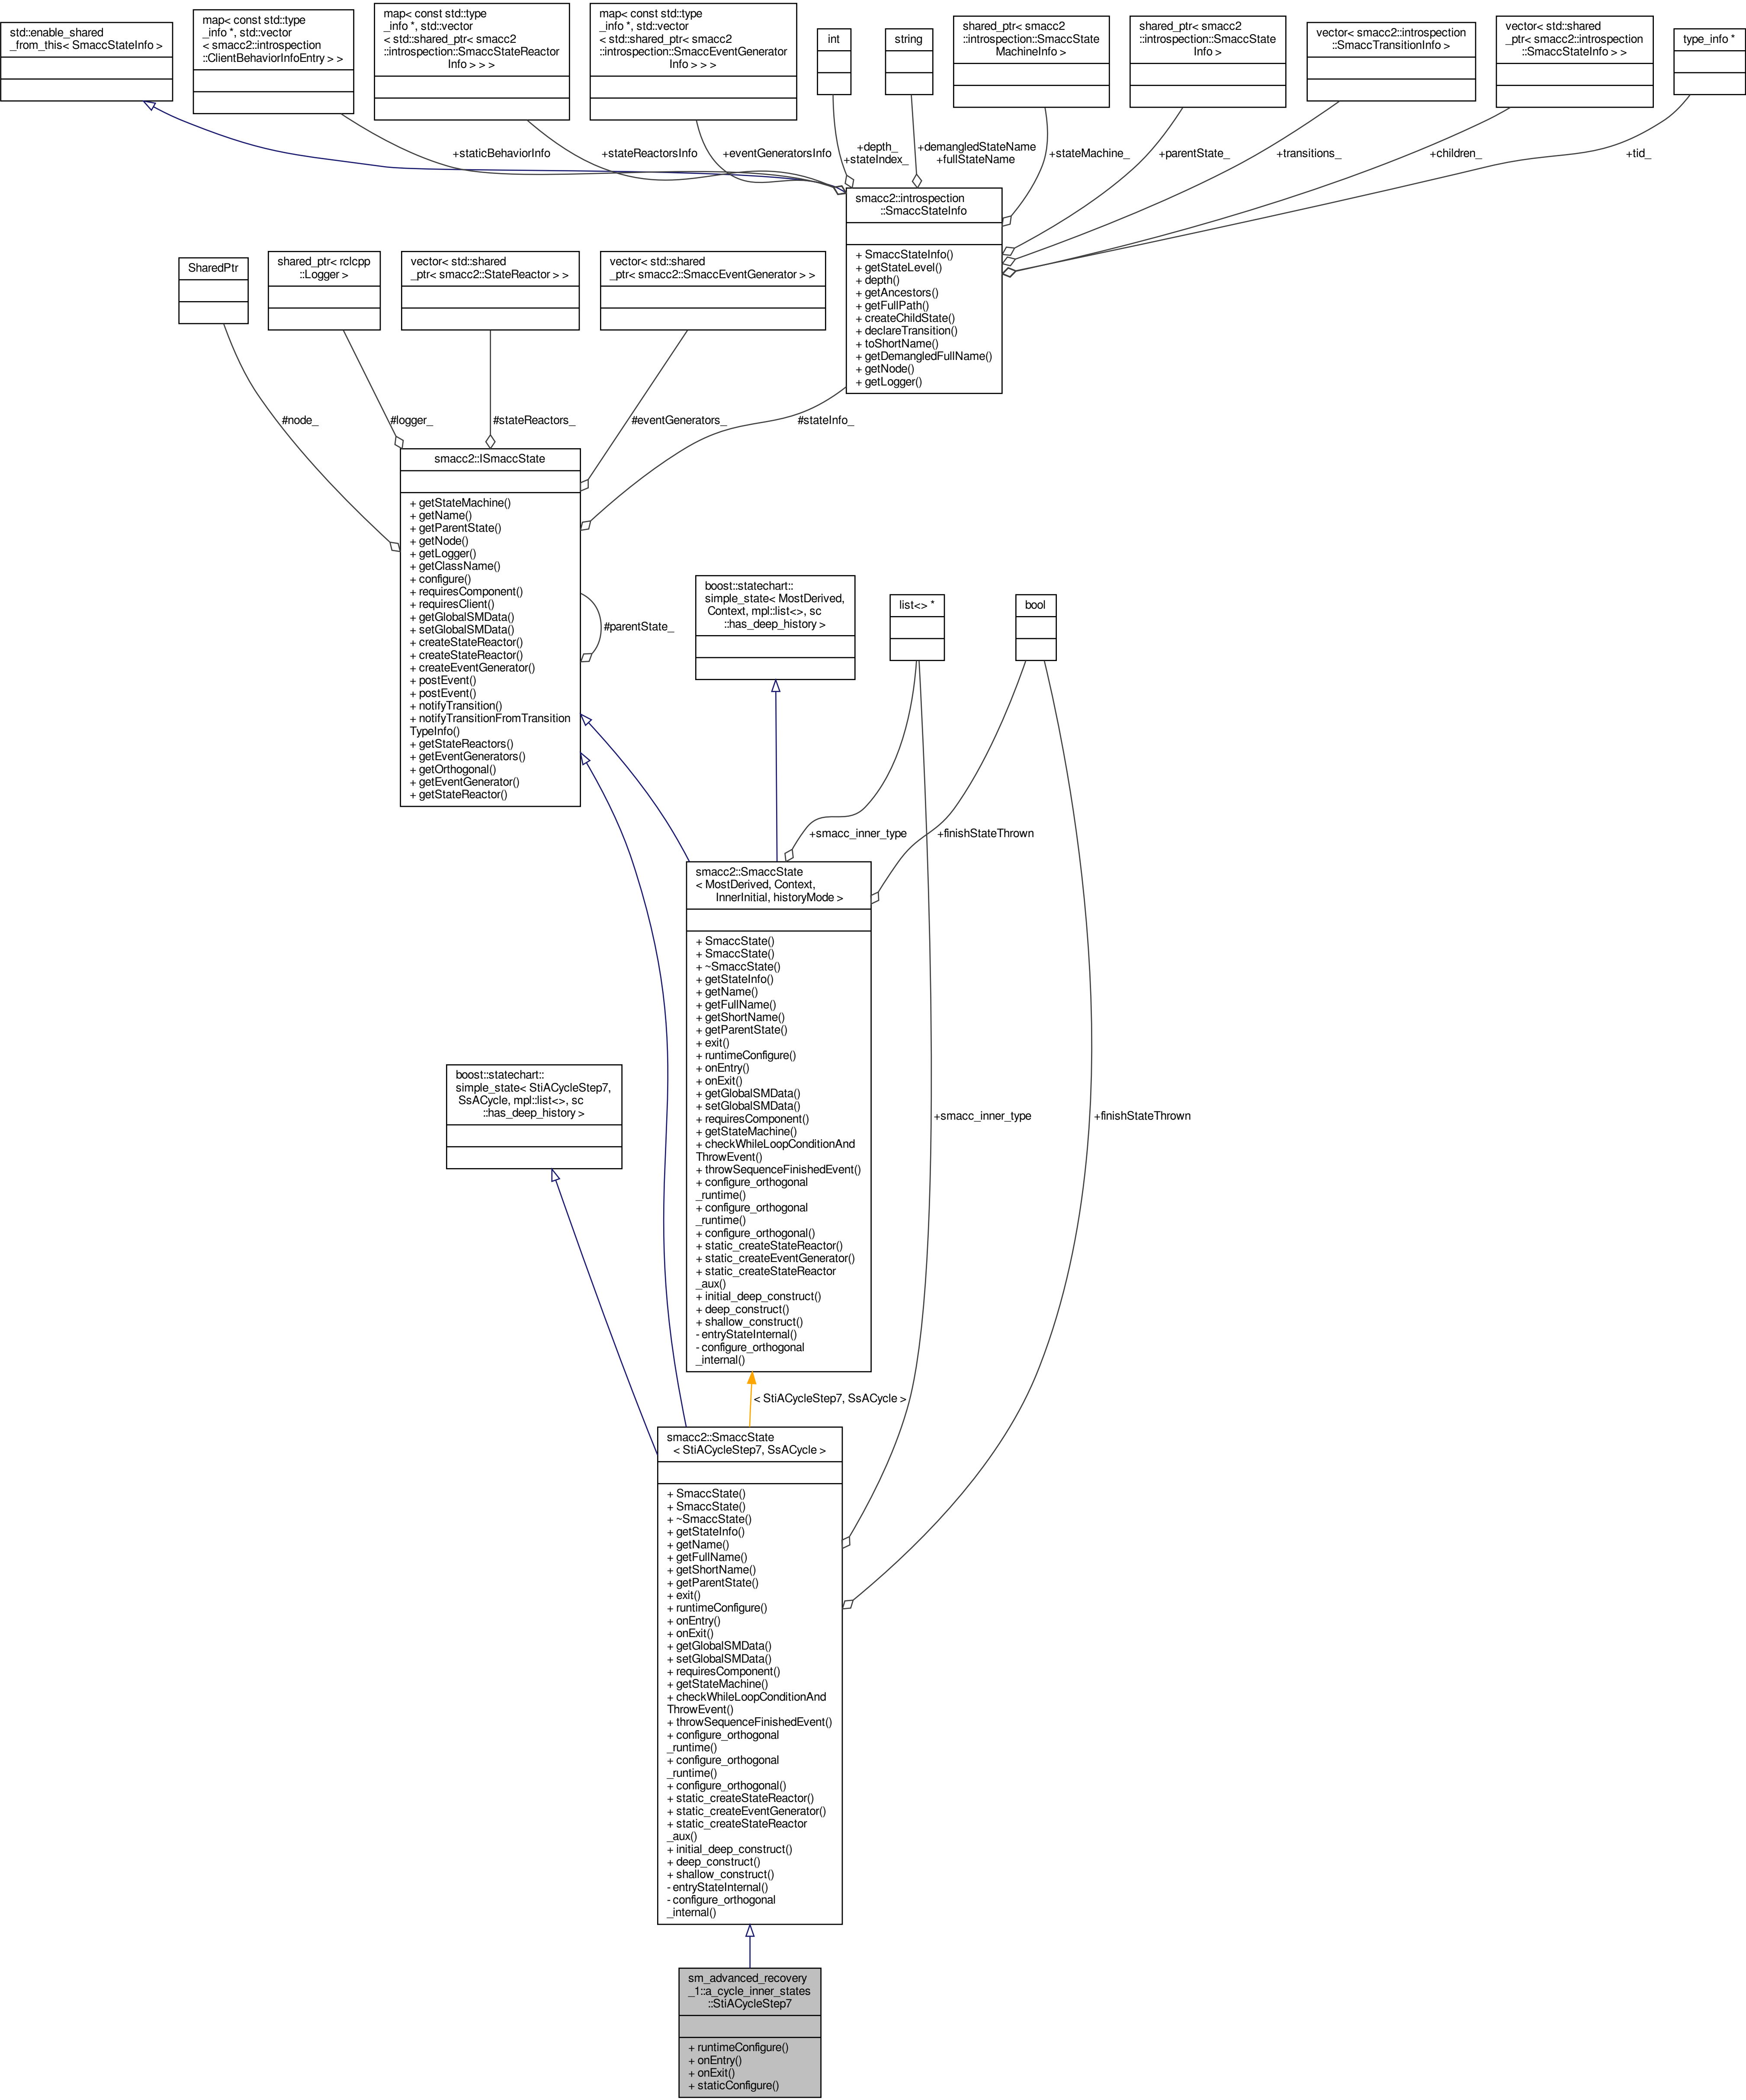 std::enable_shared
_from_this< SmaccStateInfo >
map< const std::type
_info *, std::vector
< smacc2::introspection
::ClientBehaviorInfoEntry > >
map< const std::type
_info *, std::vector
< std::shared_ptr< smacc2
::introspection::SmaccStateReactor
Info > > >
map< const std::type
_info *, std::vector
< std::shared_ptr< smacc2
::introspection::SmaccEventGenerator
Info > > >
int
string
shared_ptr< smacc2
::introspection::SmaccState
MachineInfo >
shared_ptr< smacc2
::introspection::SmaccState
Info >
vector< smacc2::introspection
::SmaccTransitionInfo >
vector< std::shared
_ptr< smacc2::introspection
::SmaccStateInfo > >
type_info *
+staticBehaviorInfo
+stateReactorsInfo
+eventGeneratorsInfo
+depth_
+stateIndex_
+demangledStateName
+fullStateName
+stateMachine_
+parentState_
+transitions_
+children_
+tid_
smacc2::introspection
::SmaccStateInfo
+ SmaccStateInfo()
+ getStateLevel()
+ depth()
+ getAncestors()
+ getFullPath()
+ createChildState()
+ declareTransition()
+ toShortName()
+ getDemangledFullName()
+ getNode()
+ getLogger()
SharedPtr
shared_ptr< rclcpp
::Logger >
vector< std::shared
_ptr< smacc2::StateReactor > >
vector< std::shared
_ptr< smacc2::SmaccEventGenerator > >
#node_
#logger_
#stateReactors_
#eventGenerators_
#stateInfo_
smacc2::ISmaccState
+ getStateMachine()
+ getName()
+ getParentState()
+ getNode()
+ getLogger()
+ getClassName()
+ configure()
+ requiresComponent()
+ requiresClient()
+ getGlobalSMData()
+ setGlobalSMData()
+ createStateReactor()
+ createStateReactor()
+ createEventGenerator()
+ postEvent()
+ postEvent()
+ notifyTransition()
+ notifyTransitionFromTransition
TypeInfo()
+ getStateReactors()
+ getEventGenerators()
+ getOrthogonal()
+ getEventGenerator()
+ getStateReactor()
#parentState_
boost::statechart::
simple_state< MostDerived,
Context, mpl::list<>, sc
::has_deep_history >
list<> *
bool
+smacc_inner_type
+finishStateThrown
smacc2::SmaccState
< MostDerived, Context,
InnerInitial, historyMode >
+ SmaccState()
+ SmaccState()
+ ~SmaccState()
+ getStateInfo()
+ getName()
+ getFullName()
+ getShortName()
+ getParentState()
+ exit()
+ runtimeConfigure()
+ onEntry()
+ onExit()
+ getGlobalSMData()
+ setGlobalSMData()
+ requiresComponent()
+ getStateMachine()
+ checkWhileLoopConditionAnd
ThrowEvent()
+ throwSequenceFinishedEvent()
+ configure_orthogonal
_runtime()
+ configure_orthogonal
_runtime()
+ configure_orthogonal()
+ static_createStateReactor()
+ static_createEventGenerator()
+ static_createStateReactor
_aux()
+ initial_deep_construct()
+ deep_construct()
+ shallow_construct()
- entryStateInternal()
- configure_orthogonal
_internal()
boost::statechart::
simple_state< StiACycleStep7,
SsACycle, mpl::list<>, sc
::has_deep_history >
+smacc_inner_type
+finishStateThrown
< StiACycleStep7, SsACycle >
smacc2::SmaccState
< StiACycleStep7, SsACycle >
+ SmaccState()
+ SmaccState()
+ ~SmaccState()
+ getStateInfo()
+ getName()
+ getFullName()
+ getShortName()
+ getParentState()
+ exit()
+ runtimeConfigure()
+ onEntry()
+ onExit()
+ getGlobalSMData()
+ setGlobalSMData()
+ requiresComponent()
+ getStateMachine()
+ checkWhileLoopConditionAnd
ThrowEvent()
+ throwSequenceFinishedEvent()
+ configure_orthogonal
_runtime()
+ configure_orthogonal
_runtime()
+ configure_orthogonal()
+ static_createStateReactor()
+ static_createEventGenerator()
+ static_createStateReactor
_aux()
+ initial_deep_construct()
+ deep_construct()
+ shallow_construct()
- entryStateInternal()
- configure_orthogonal
_internal()
sm_advanced_recovery
_1::a_cycle_inner_states
::StiACycleStep7
+ runtimeConfigure()
+ onEntry()
+ onExit()
+ staticConfigure()